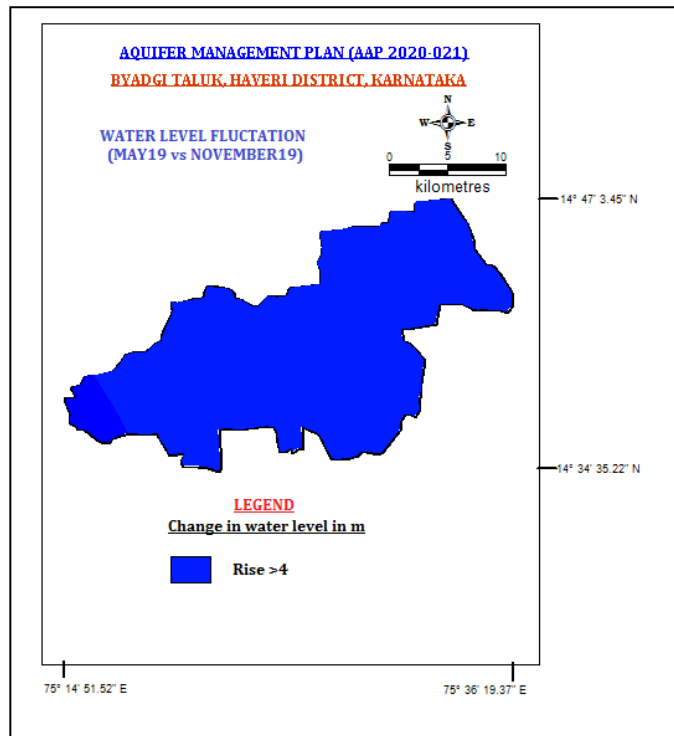 AQUIFER MANAGEMENT PLAN (AAP 2020-021)
BYADGI TALUK, HAVERI DISTRICT, KARNATAKA
WATER LEVEL FLUCTATION
(MAY19 vs NOVEMBER19)
N
W E
S
0 5 10
kilometres
14° 47' 3.45" N
14° 34' 35.22" N
LEGEND
Change in water level in m
Rise >4
75° 14' 51.52" E
75° 36' 19.37" E